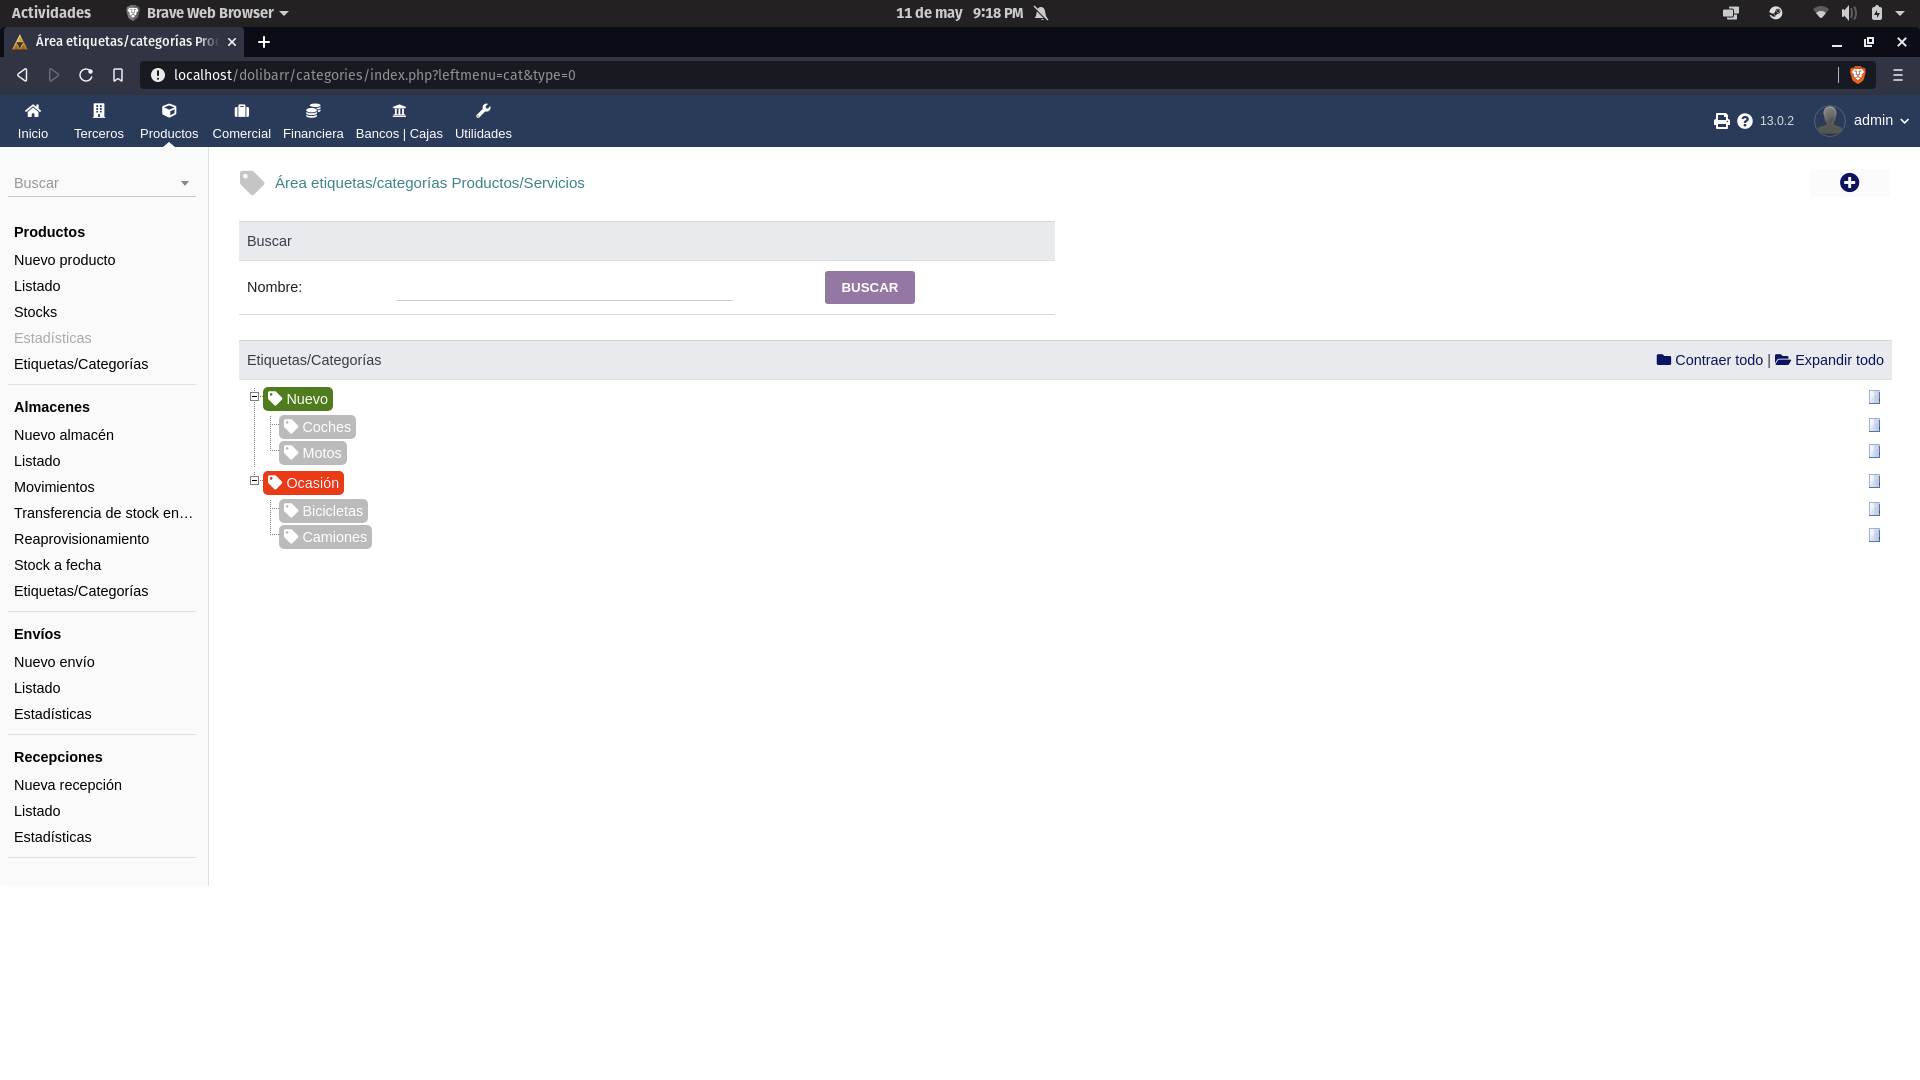 Actividades
Brave Web Browser
11 de may 9:18 PM
Área etiquetas/categorías Pro
localhost/dolibarr/categories/index.php?leftmenu=cat&type=0
Inicio
Terceros
Productos
Comercial
Financiera
Bancos | Cajas
Utilidades
13.0.2
admin
Buscar
Productos
Nuevo producto
Listado
Stocks
Estadísticas
Etiquetas/Categorías
Almacenes
Nuevo almacén
Listado
Movimientos
Transferencia de stock en…
Reaprovisionamiento
Stock a fecha
Etiquetas/Categorías
Envíos
Nuevo envío
Listado
Estadísticas
Recepciones
Nueva recepción
Listado
Estadísticas
Área etiquetas/categorías Productos/Servicios
Buscar
Nombre:
BUSCAR
Etiquetas/Categorías
Contraer todo | Expandir todo
Nuevo
Coches
Motos
Ocasión
Bicicletas
Camiones